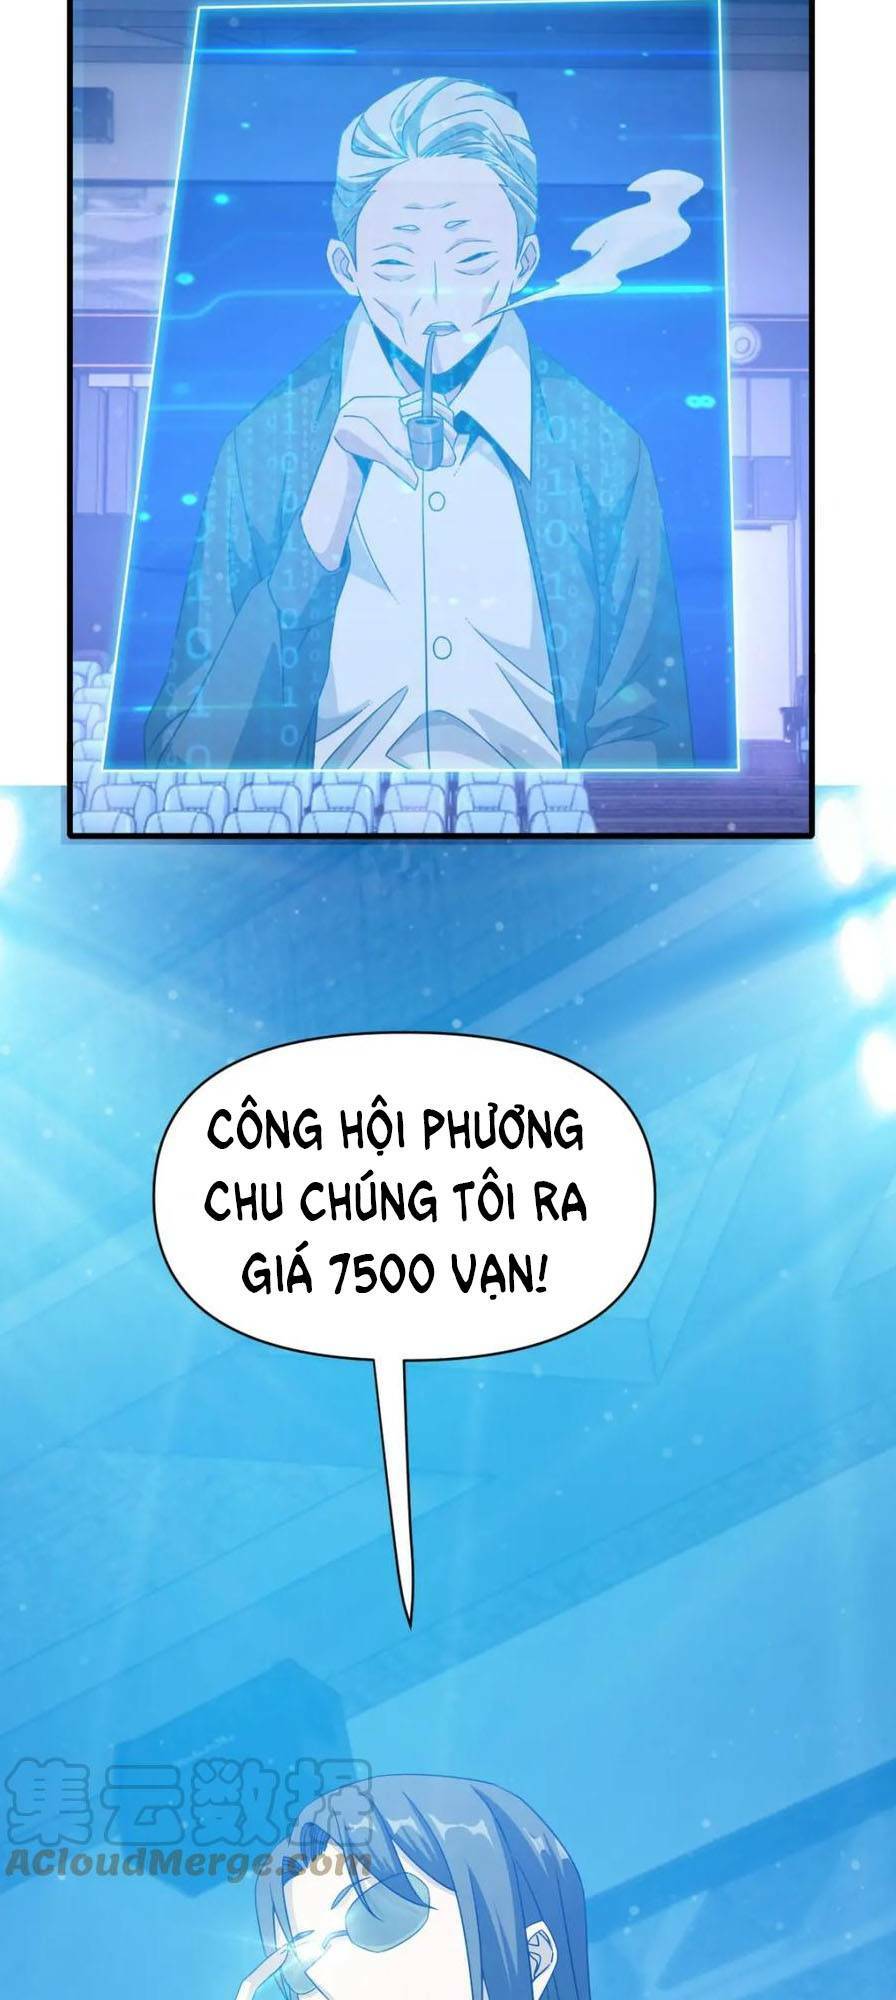 CÔNG HỘI PHƯƠNG
CHU CHÚNG TÔI RA
GIÁ 7500 VẠN!
集云数据
ACloudMerge.com